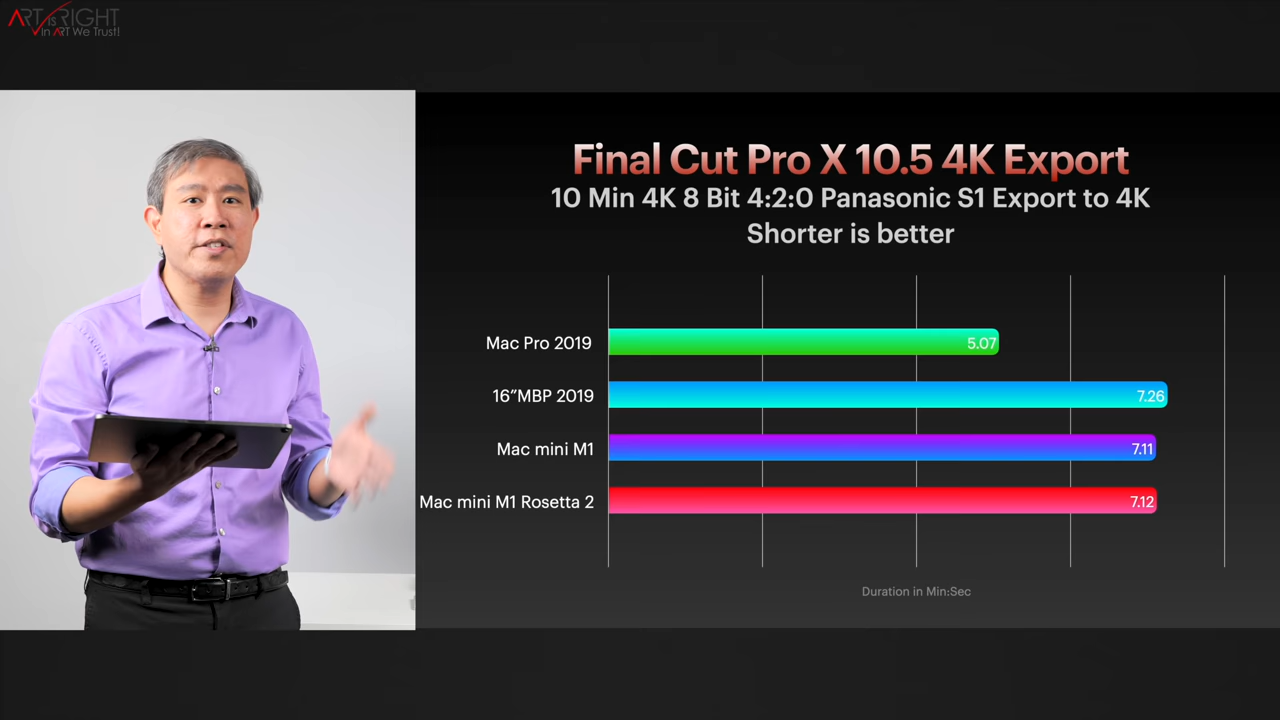 ART is RIGHT
In ART We Trust!
Final Cut Pro X 10.5 4K Export
10 Min 4K 8 Bit 4:2:0 Panasonic S1 Export to 4K
Shorter is better
Mac Pro 2019 5.07
16″MBP 2019 7.26
Mac mini M1 7.11
Mac mini M1 Rosetta 2 7.12
Duration in Min:Sec